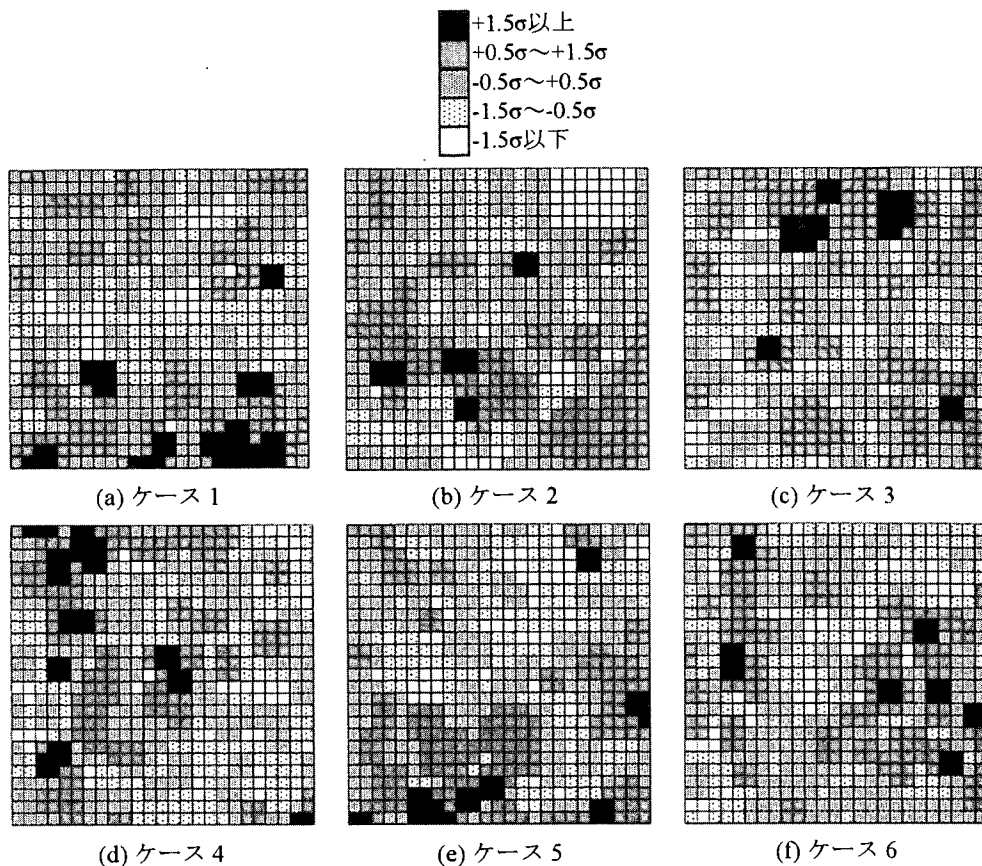 +1.5σ以上
+0.5σ～+1.5σ
-0.5σ～+0.5σ
-1.5σ～-0.5σ
-1.5σ以下
(a) ケース 1
(b) ケース 2
(c) ケース 3
(d) ケース 4
(e) ケース 5
(f) ケース 6